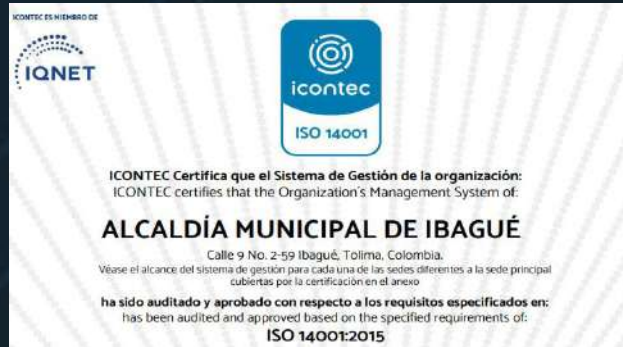 ICONTEC ES MIEMBRO DE
IQNET
icontec
ISO 14001
ICONTEC Certifica que el Sistema de Gestión de la organización:
ICONTEC certifies that the Organization's Management System of:
ALCALDÍA MUNICIPAL DE IBAGUÉ
Calle 9 No. 2-59 Ibagué, Tolima, Colombia.
Véase el alcance del sistema de gestión para cada una de las sedes diferentes a la sede principal
cubiertas por la certificación en el anexo
ha sido auditado y aprobado con respecto a los requisitos especificados en:
has been audited and approved based on the specified requirements of:
ISO 14001:2015